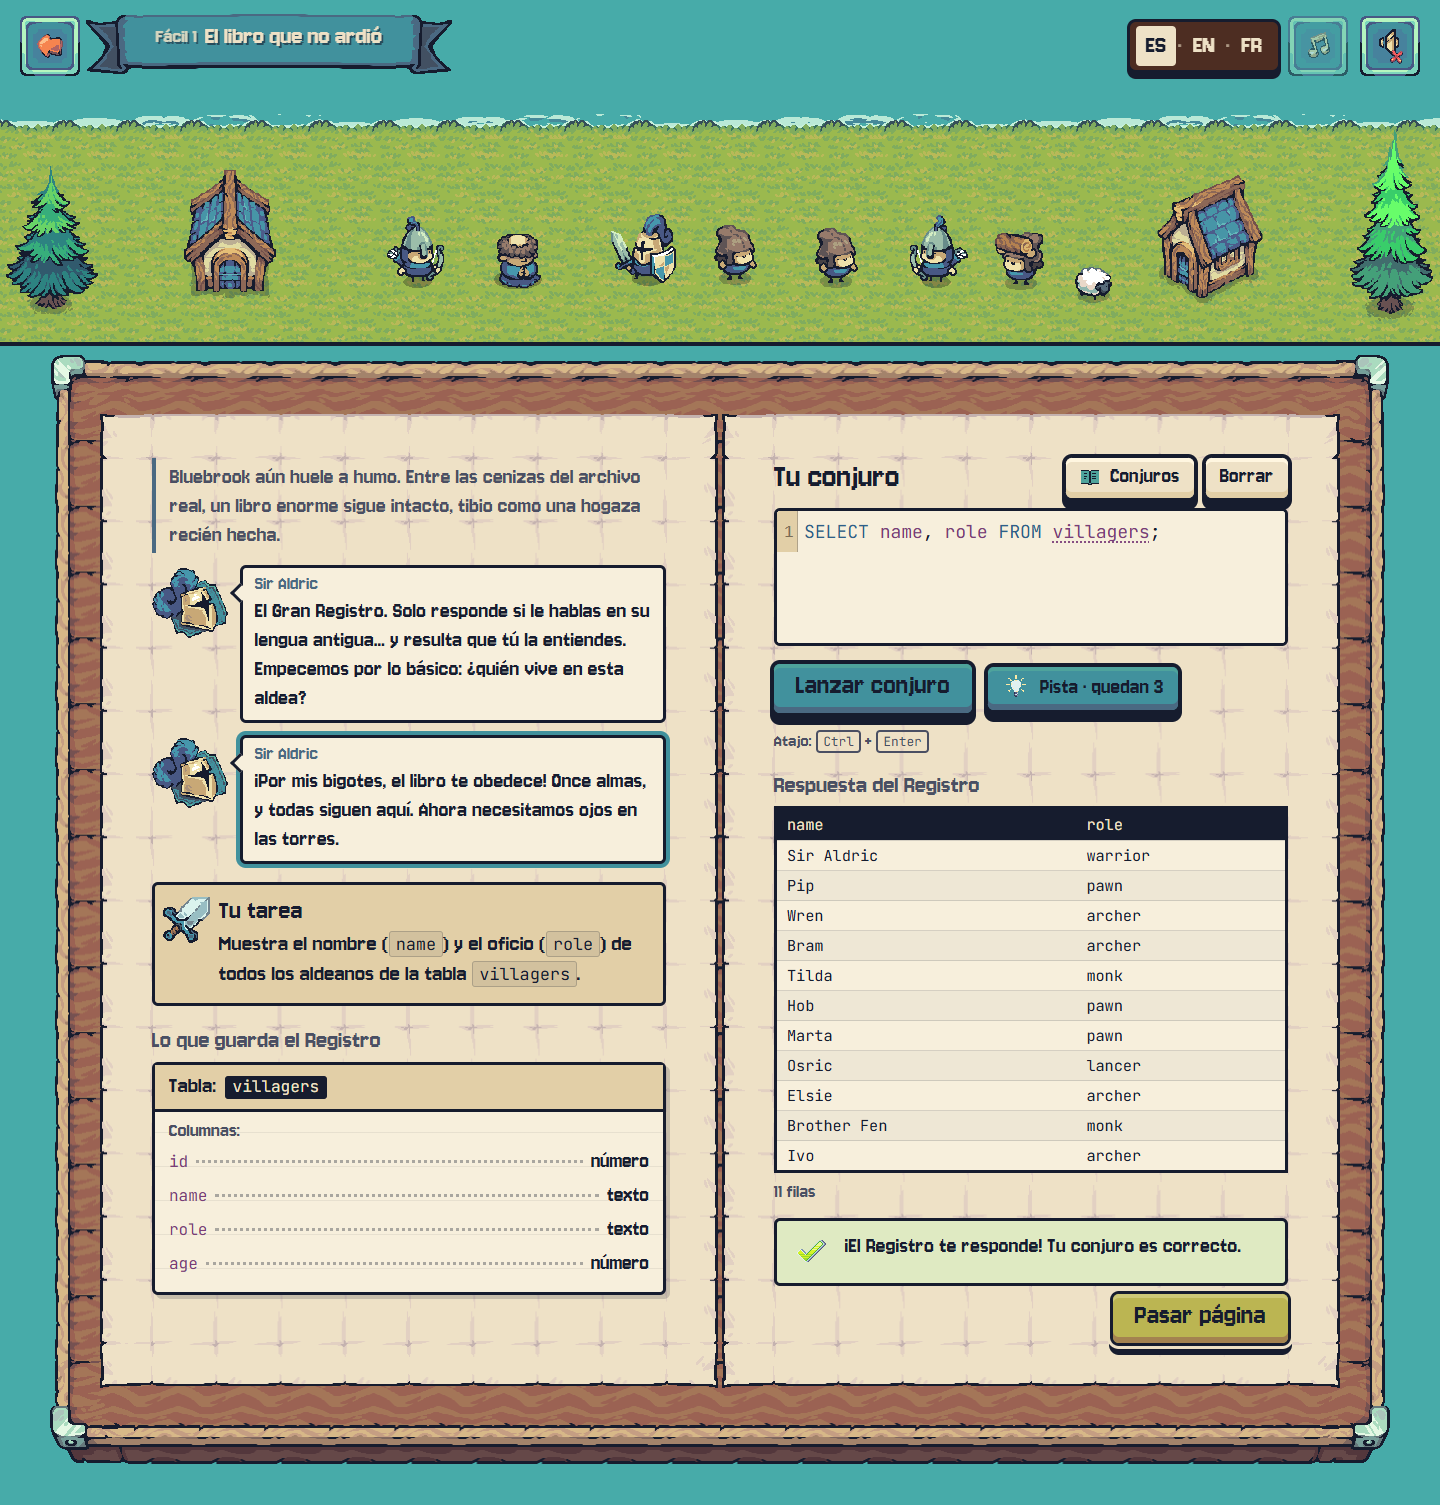 Fácil 1 El libro que no ardió
ES · EN · FR
Bluebrook aún huele a humo. Entre las cenizas del archivo
real, un libro enorme sigue intacto, tibio como una hogaza
recién hecha.
Sir Aldric
El Gran Registro. Solo responde si le hablas en su
lengua antigua... y resulta que tú la entiendes.
Empecemos por lo básico: ¿quién vive en esta
aldea?
Sir Aldric
¡Por mis bigotes, el libro te obedece! Once almas,
y todas siguen aquí. Ahora necesitamos ojos en
las torres.
Tu tarea
Muestra el nombre (name) y el oficio (role) de
todos los aldeanos de la tabla villagers.
Lo que guarda el Registro
Tabla: villagers
Columnas:
id número
name texto
role texto
age número
Tu conjuro
Conjuros
Borrar
1 SELECT name, role FROM villagers;
Lanzar conjuro
Pista · quedan 3
Atajo: Ctrl + Enter
Respuesta del Registro
name role
Sir Aldric warrior
Pip pawn
Wren archer
Bram archer
Tilda monk
Hob pawn
Marta pawn
Osric lancer
Elsie archer
Brother Fen monk
Ivo archer
11 filas
¡El Registro te responde! Tu conjuro es correcto.
Pasar página